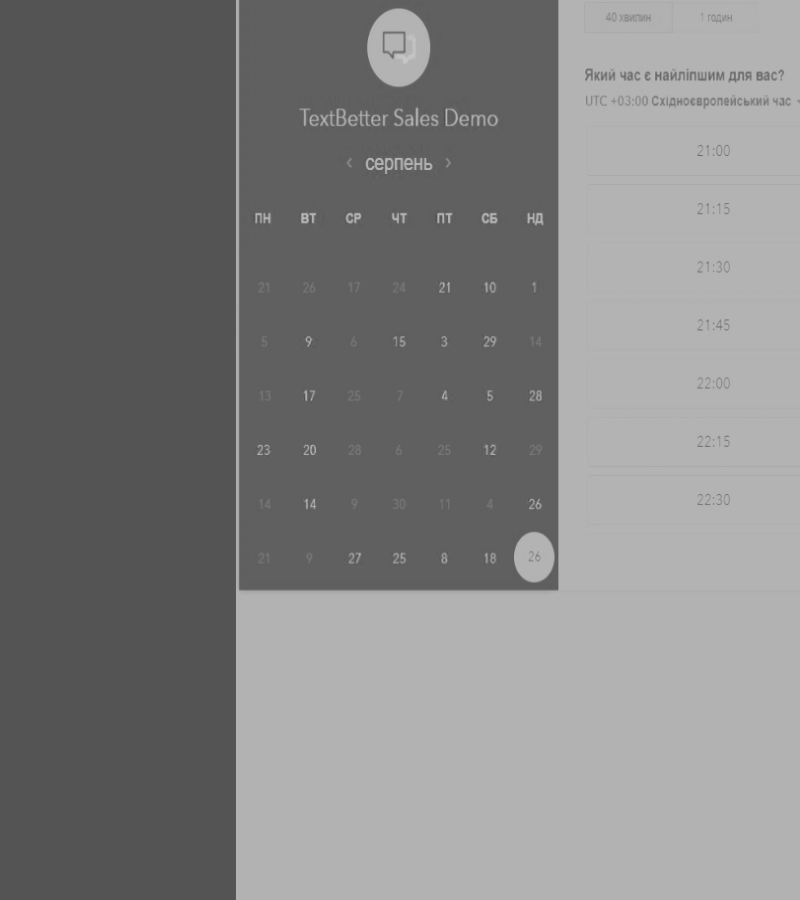 TextBetter Sales Demo
‹ серпень ›
ПН ВТ СР ЧТ ПТ СБ НД
21 26 17 24 21 10 1
5 9 6 15 3 29 14
13 17 25 7 4 5 28
23 20 28 6 25 12 29
14 14 9 30 11 4 26
21 9 27 25 8 18 26
40 хвилин 1 годин
Який час є найліпшим для вас?
UTC +03:00 Східноєвропейський час
21:00
21:15
21:30
21:45
22:00
22:15
22:30